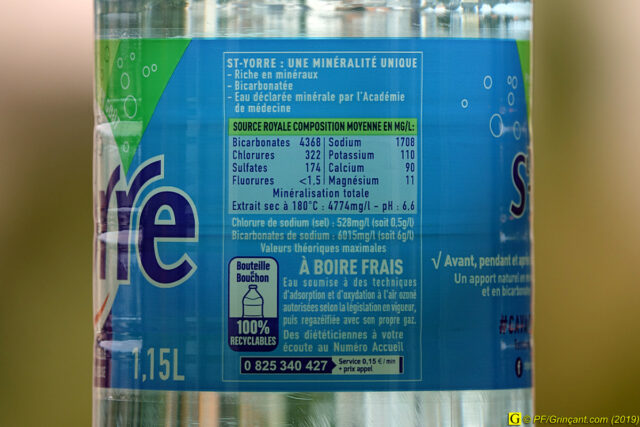 ST-YORRE : UNE MINÉRALITÉ UNIQUE
- Riche en minéraux
- Bicarbonatée
- Eau déclarée minérale par l'Académie
de médecine
SOURCE ROYALE COMPOSITION MOYENNE EN MG/L:
Bicarbonates 4368 Sodium 1708
Chlorures 322 Potassium 110
Sulfates 174 Calcium 90
Fluorures <1,5 Magnésium 11
Minéralisation totale
Extrait sec à 180°C : 4774mg/L - pH : 6.6
Chlorure de sodium (sel) : 528mg/l (soit 0,5g/l)
Bicarbonates de sodium : 6015mg/l (soit 6g/l)
Valeurs théoriques maximales
Bouteille
et
Bouchon
100%
RECYCLABLES
À BOIRE FRAIS
Eau soumise à des techniques
d'adsorption et d'oxydation à l'air ozoné
autorisées selon la législation en vigueur,
puis regazéifiée avec son propre gaz.
Des diététiciens à votre
écoute au Numéro Accueil
0 825 340 427 Service 0,15 € / min
+ prix appel
rre
1,15L
√ Avant, pendant et après
Un apport naturel en
et en bicarbonate
f
G © PF/Grinçant.com (2019)